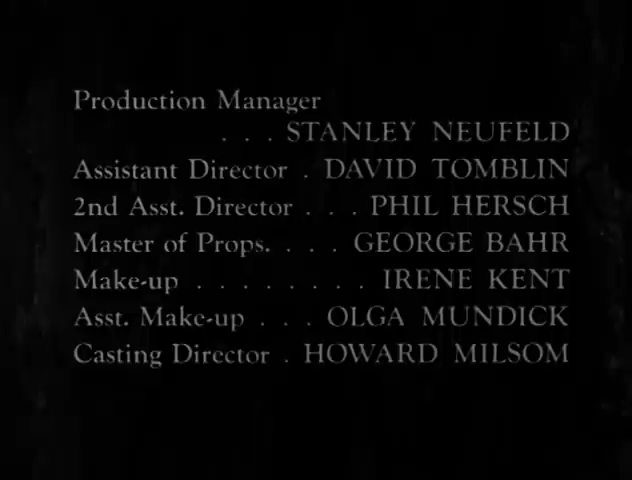 Production Manager
. . . STANLEY NEUFELD
Assistant Director . DAVID TOMBLIN
2nd Asst. Director . . . PHIL HERSCH
Master of Props. . . . GEORGE BAHR
Make-up . . . . . . . . IRENE KENT
Asst. Make-up . . . OLGA MUNDICK
Casting Director . HOWARD MILSOM